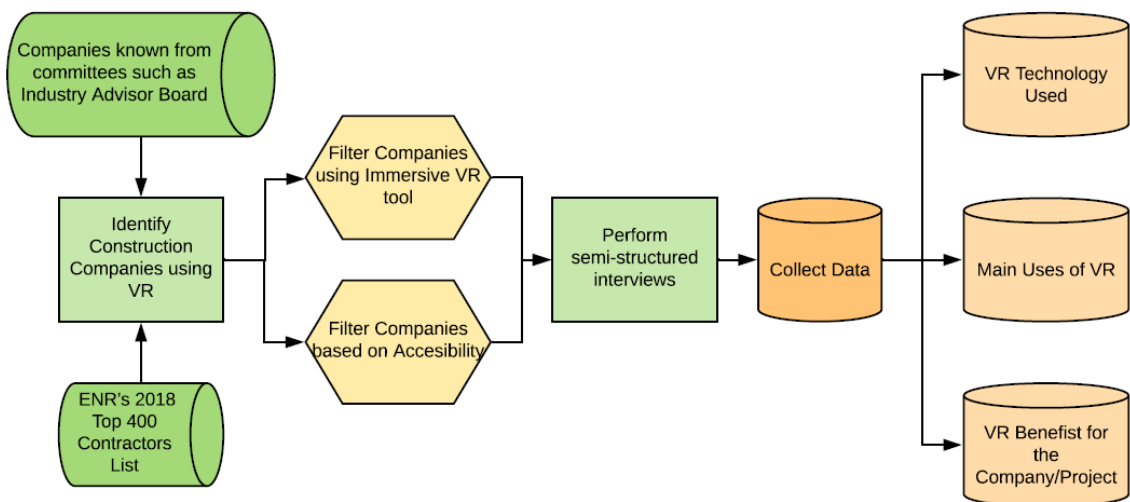 Companies known from
committees such as
Industry Advisor Board
Identify
Construction
Companies using
VR
ENR's 2018
Top 400
Contractors
List
Filter Companies
using Immersive VR
tool
Filter Companies
based on Accesibility
Perform
semi-structured
interviews
Collect Data
VR Technology
Used
Main Uses of VR
VR Benefist for
the
Company/Project